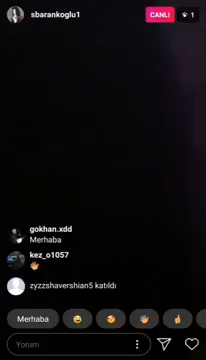 sbarankoglu1
CANLI
1
gokhan.xdd
Merhaba
kez_o1057
👋🏼
zyzzshavershian5 katıldı
Merhaba
Yorum